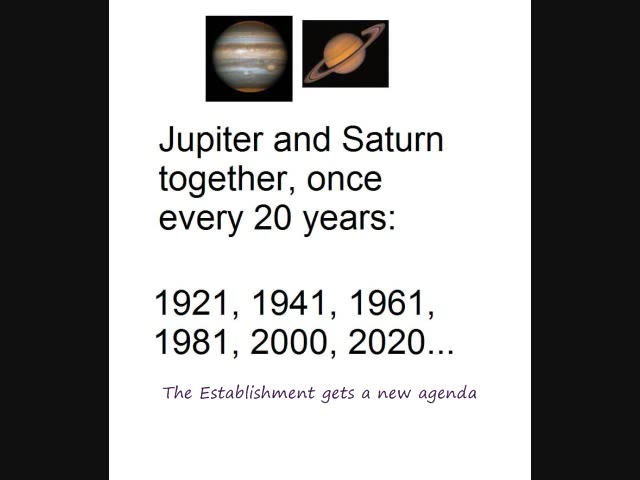 Jupiter and Saturn
together, once
every 20 years:
1921, 1941, 1961,
1981, 2000, 2020...
The Establishment gets a new agenda